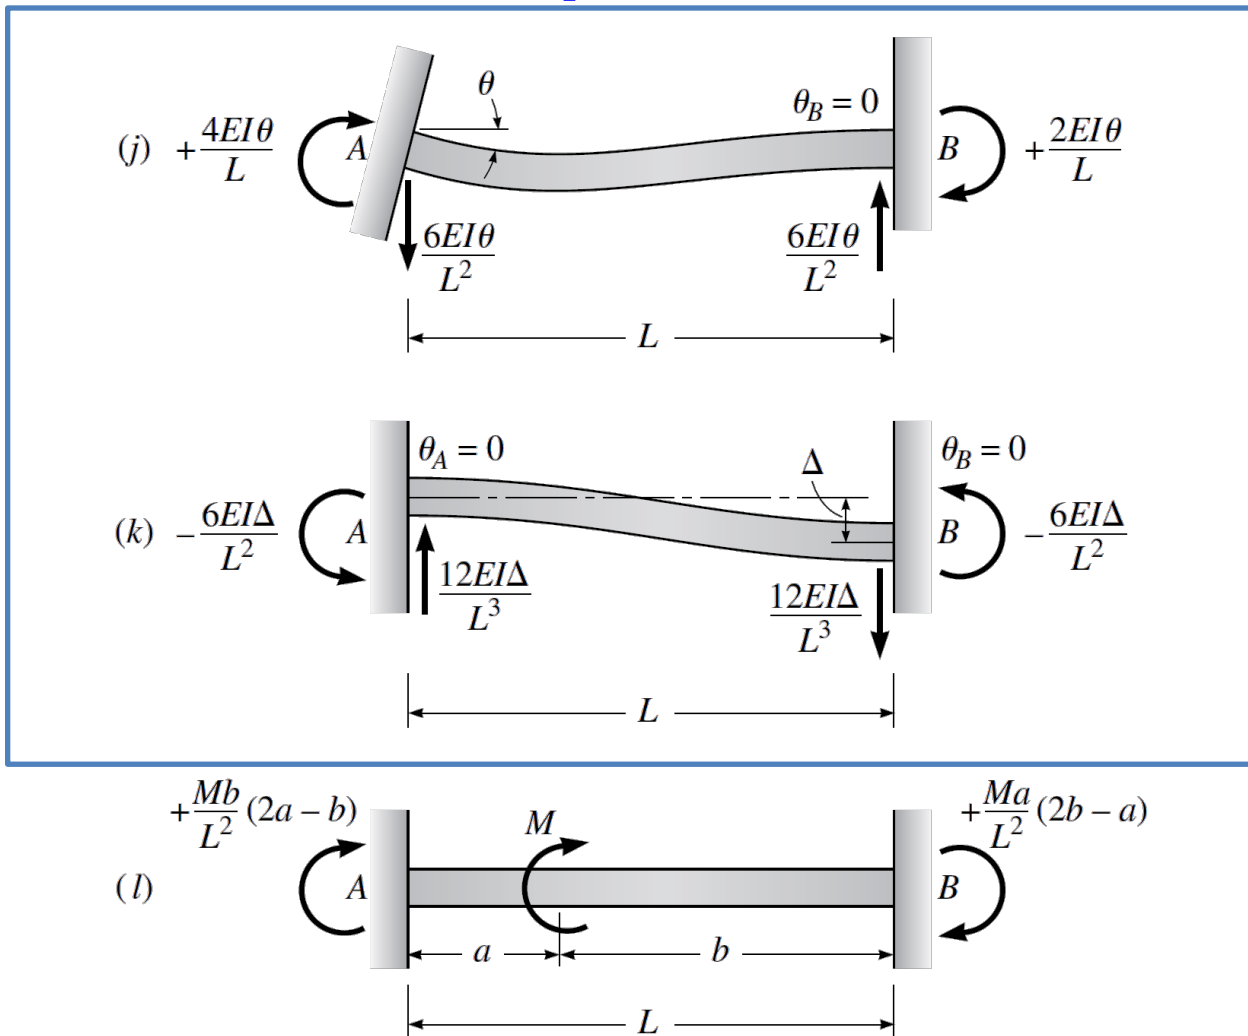 θ
θ_B = 0
(j) +4EIθ/L A B +2EIθ/L
6EIθ/L² 6EIθ/L²
L
θ_A = 0 Δ θ_B = 0
(k) −6EIΔ/L² A B −6EIΔ/L²
12EIΔ/L³ 12EIΔ/L³
L
+Mb/L² (2a − b) M +Ma/L² (2b − a)
(l) A B
a b
L